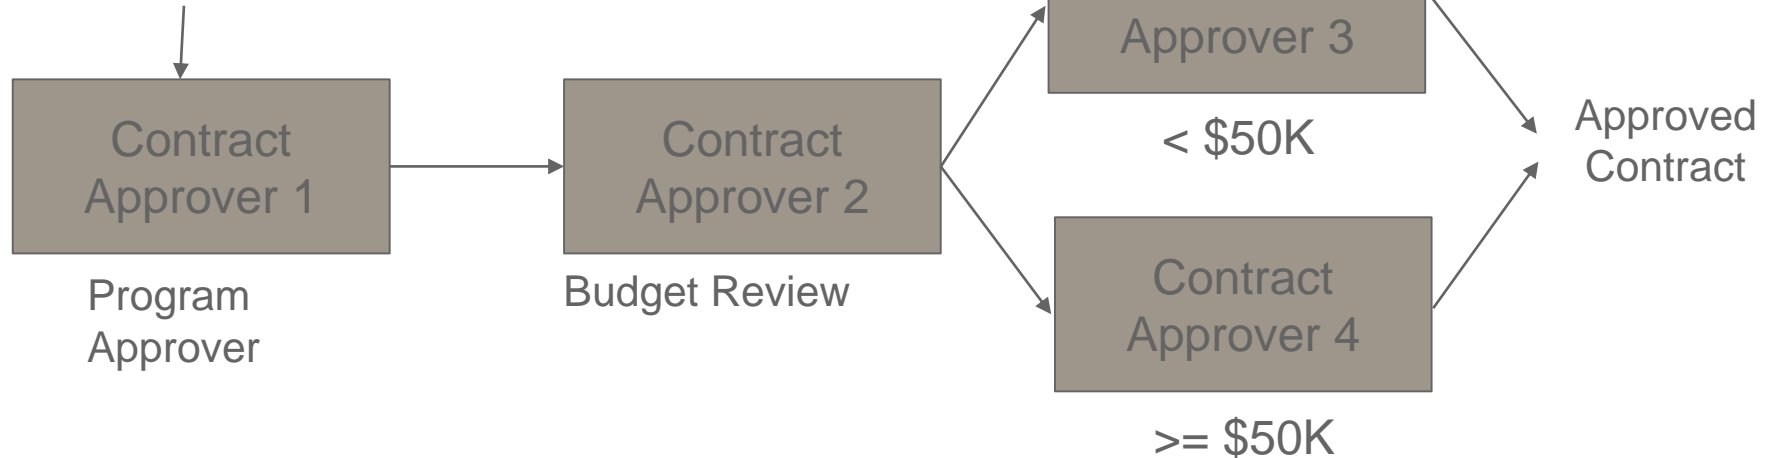 Contract
Approver 1
Program
Approver
Contract
Approver 2
Budget Review
Approver 3
< $50K
Contract
Approver 4
>= $50K
Approved
Contract